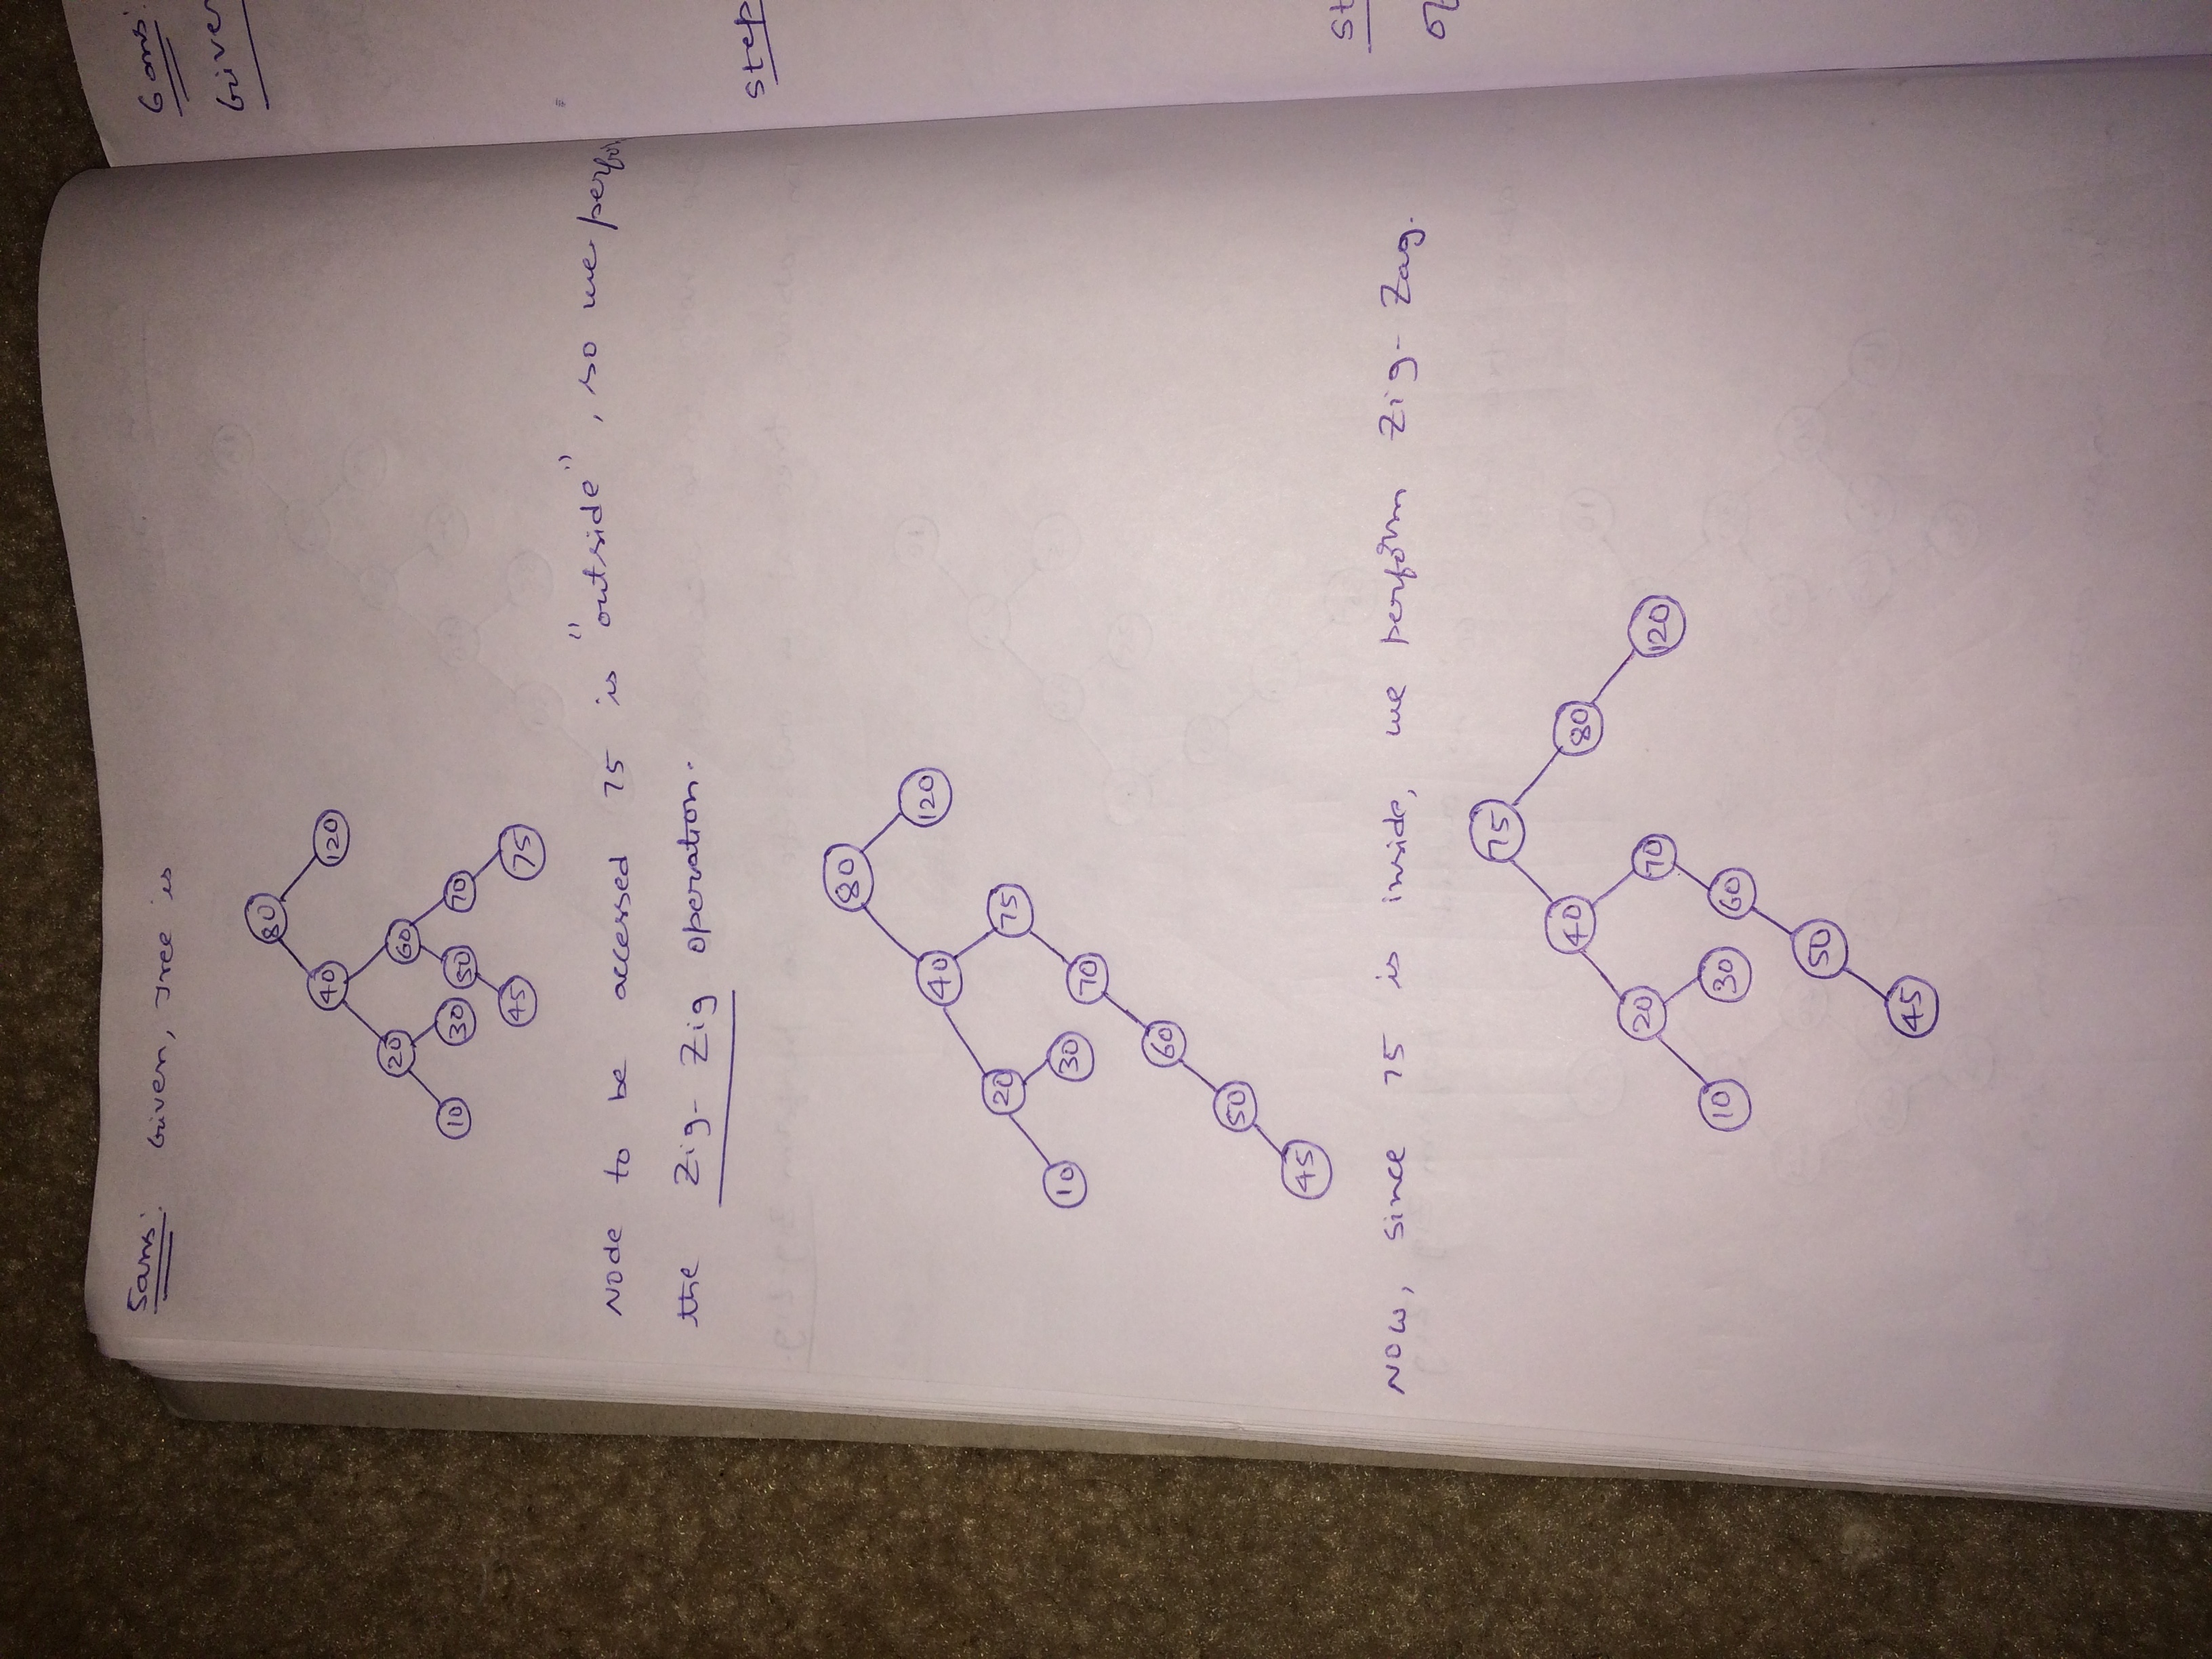 5ans: Given, Tree is
80
40 120
20 60
10 30 50 70
45 75
Node to be accessed 75 is "outside", so we perfo
the Zig-Zig operation.
80
40 120
20 75
10 30 70
60
50
45
Now, since 75 is inside, we perform Zig-Zag.
75
40 80
20 70 120
10 30 60
50
45
6ans:
Given
Step
St
of